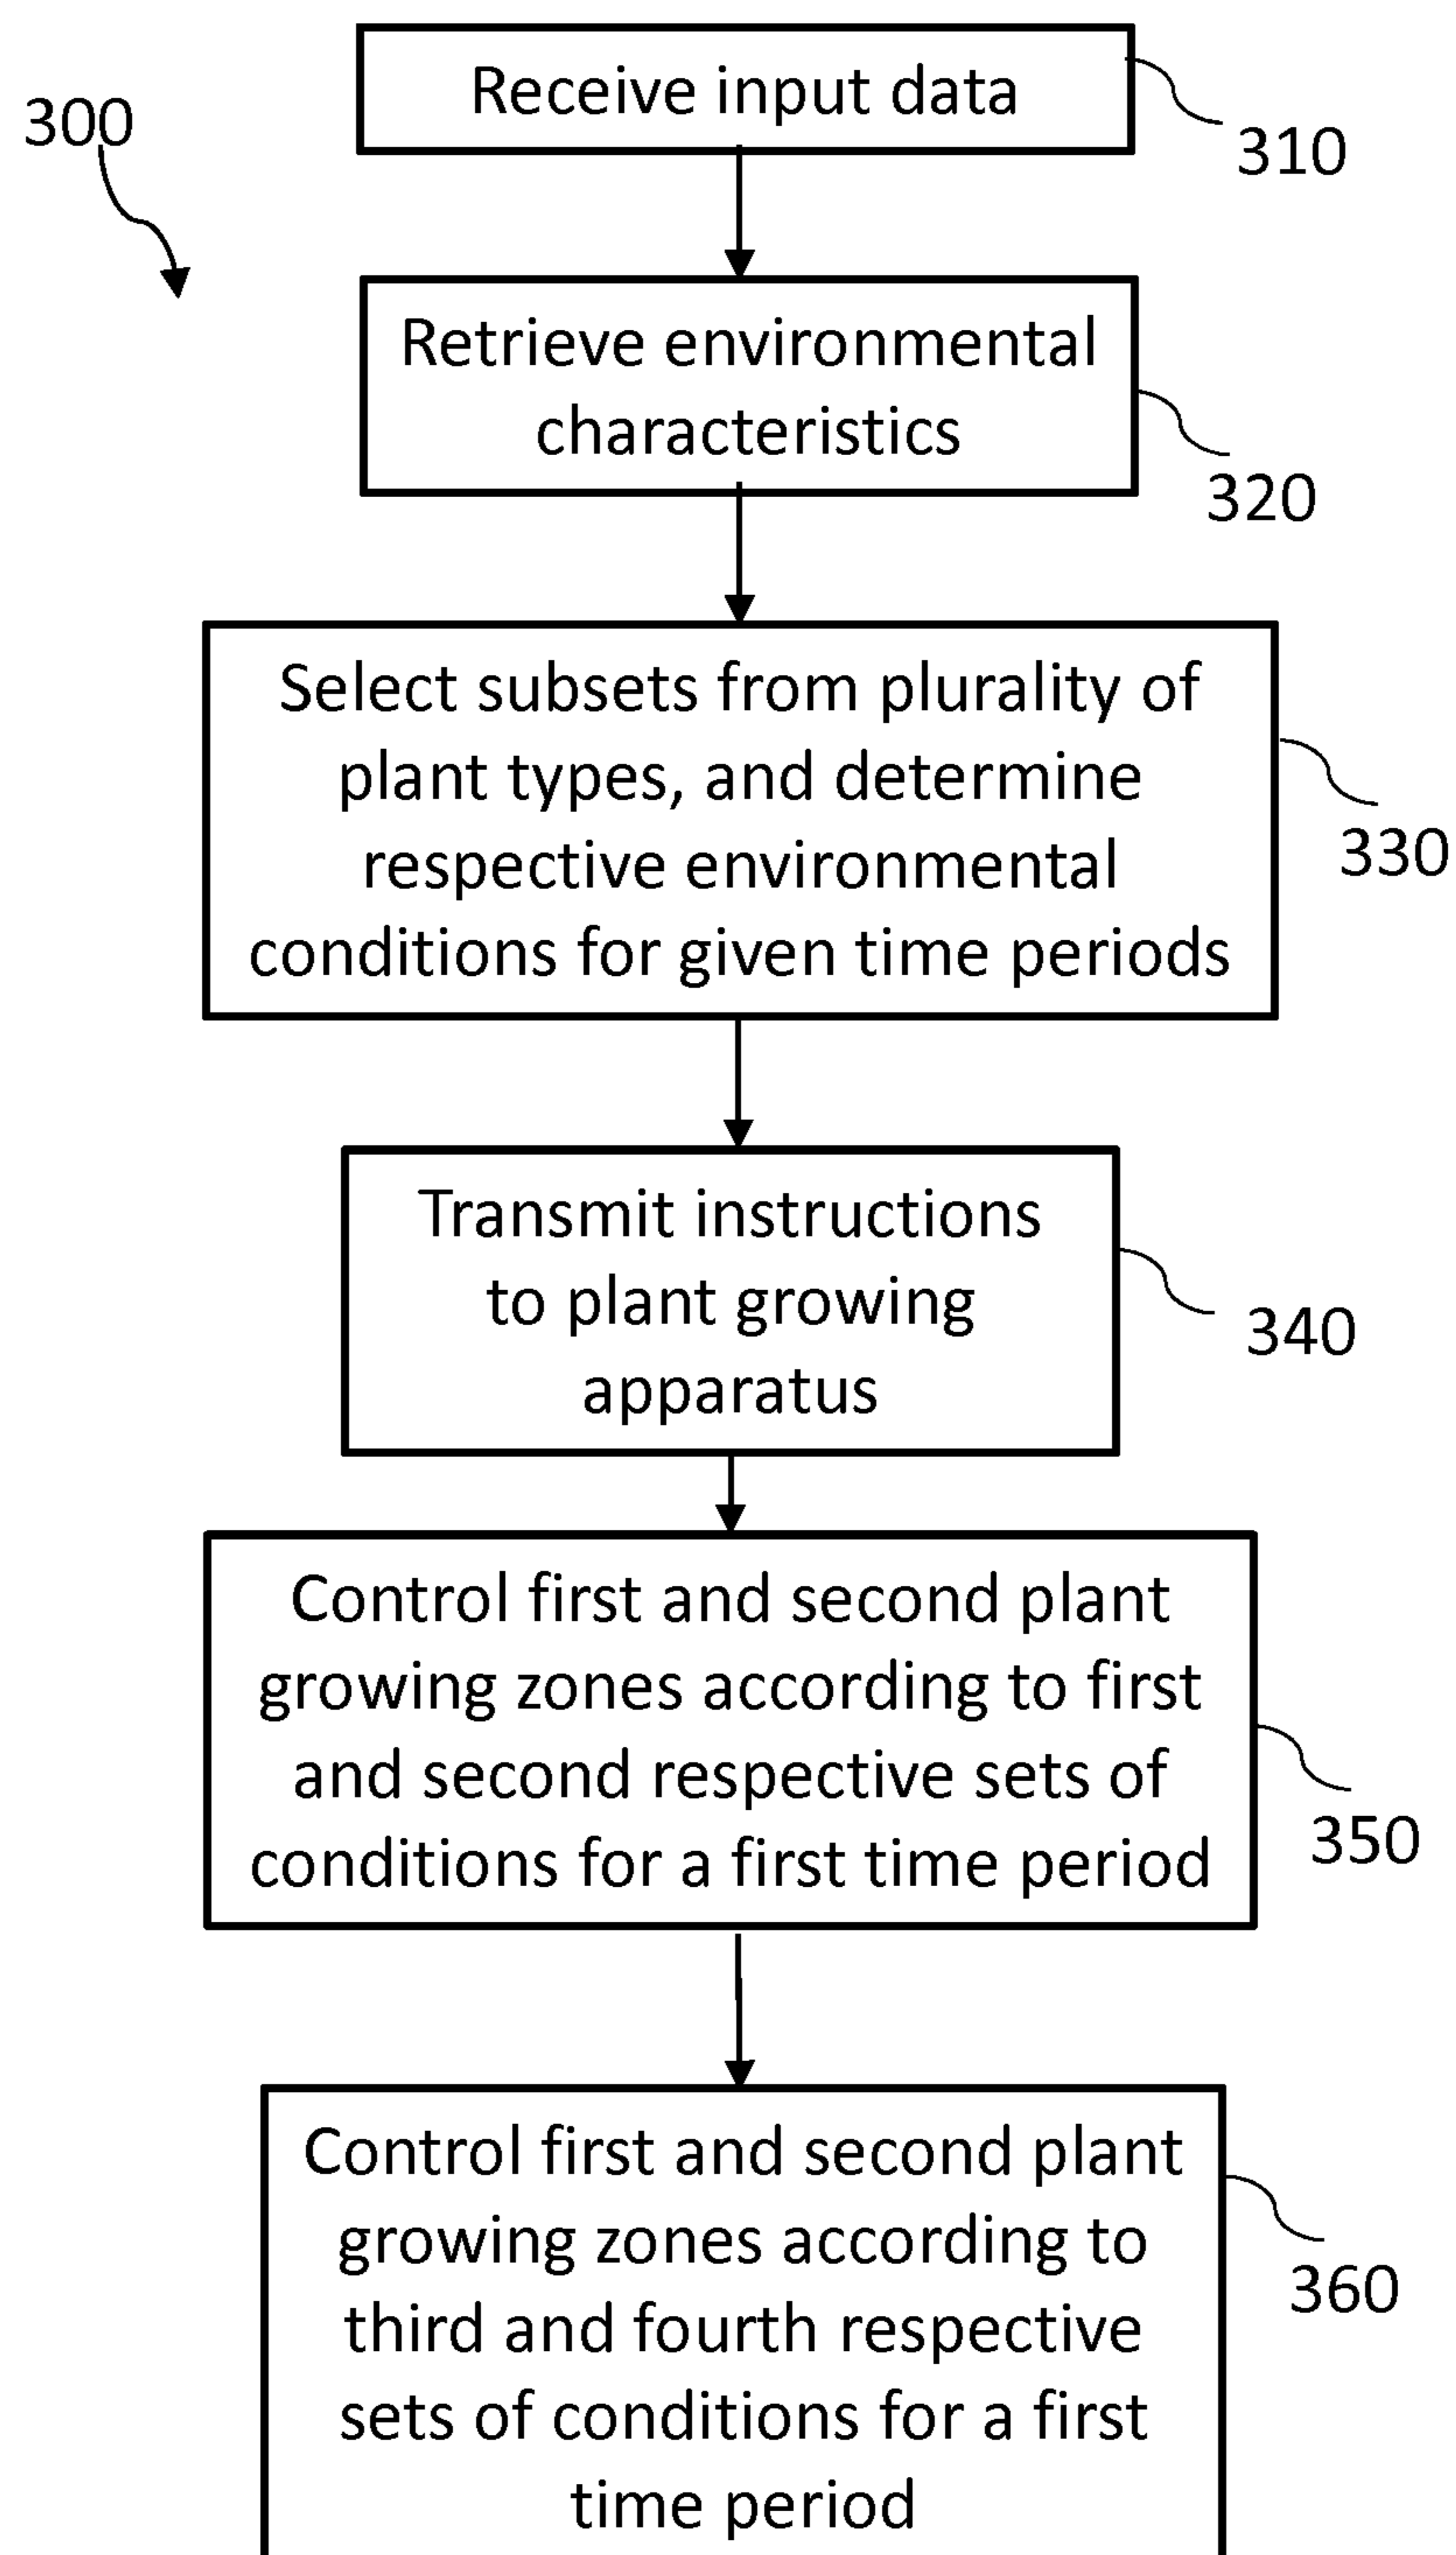 300
Receive input data
310
Retrieve environmental
characteristics
320
Select subsets from plurality of
plant types, and determine
respective environmental
conditions for given time periods
330
Transmit instructions
to plant growing
apparatus
340
Control first and second plant
growing zones according to first
and second respective sets of
conditions for a first time period
350
Control first and second plant
growing zones according to
third and fourth respective
sets of conditions for a first
time period
360